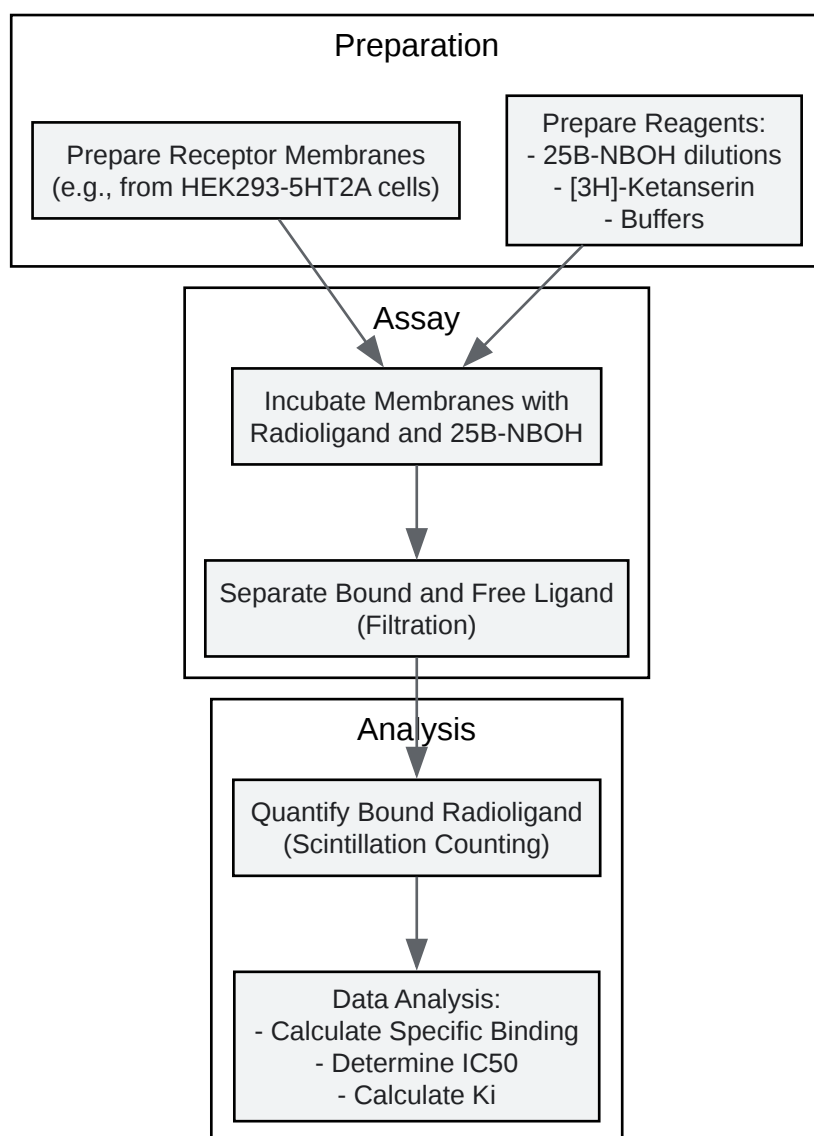 Preparation
Prepare Receptor Membranes
(e.g., from HEK293-5HT2A cells)
Prepare Reagents:
- 25B-NBOH dilutions
- [3H]-Ketanserin
- Buffers
Assay
Incubate Membranes with
Radioligand and 25B-NBOH
Separate Bound and Free Ligand
(Filtration)
Analysis
Quantify Bound Radioligand
(Scintillation Counting)
Data Analysis:
- Calculate Specific Binding
- Determine IC50
- Calculate Ki